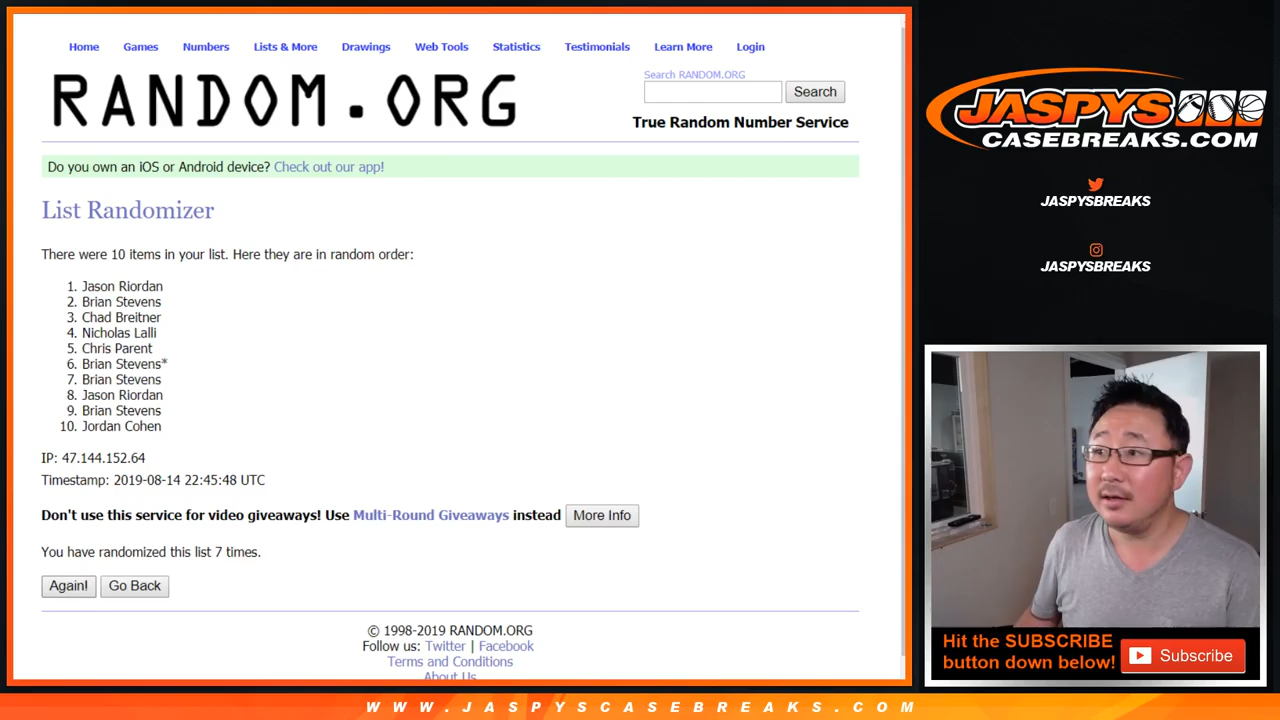 Home Games Numbers Lists & More Drawings Web Tools Statistics Testimonials Learn More Login
RANDOM.ORG
Search RANDOM.ORG
Search
True Random Number Service
Do you own an iOS or Android device? Check out our app!
List Randomizer
There were 10 items in your list. Here they are in random order:
1. Jason Riordan
2. Brian Stevens
3. Chad Breitner
4. Nicholas Lalli
5. Chris Parent
6. Brian Stevens*
7. Brian Stevens
8. Jason Riordan
9. Brian Stevens
10. Jordan Cohen
IP: 47.144.152.64
Timestamp: 2019-08-14 22:45:48 UTC
Don't use this service for video giveaways! Use Multi-Round Giveaways instead More Info
You have randomized this list 7 times.
Again! Go Back
© 1998-2019 RANDOM.ORG
Follow us: Twitter | Facebook
Terms and Conditions
About Us
JASPYS
CASEBREAKS.COM
JASPYSBREAKS
JASPYSBREAKS
Hit the SUBSCRIBE
button down below!
Subscribe
WWW.JASPYSCASEBREAKS.COM